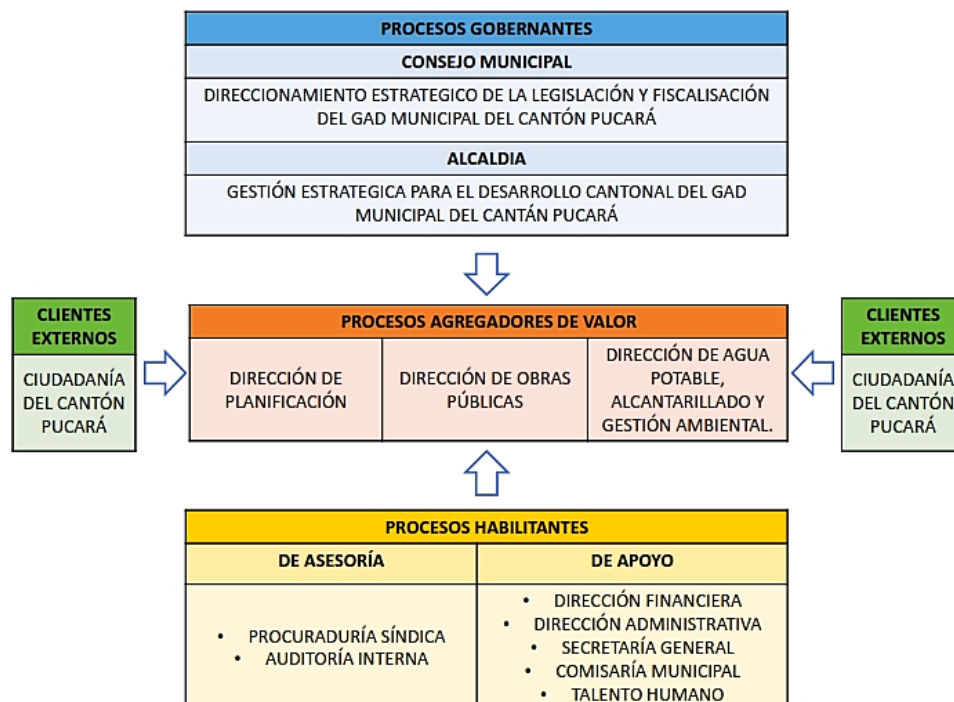 PROCESOS GOBERNANTES
CONSEJO MUNICIPAL
DIRECCIONAMIENTO ESTRATEGICO DE LA LEGISLACIÓN Y FISCALISACIÓN
DEL GAD MUNICIPAL DEL CANTÓN PUCARÁ
ALCALDIA
GESTIÓN ESTRATEGICA PARA EL DESARROLLO CANTONAL DEL GAD
MUNICIPAL DEL CANTÁN PUCARÁ
CLIENTES
EXTERNOS
CIUDADANÍA
DEL CANTÓN
PUCARÁ
PROCESOS AGREGADORES DE VALOR
DIRECCIÓN DE
PLANIFICACIÓN
DIRECCIÓN DE OBRAS
PÚBLICAS
DIRECCIÓN DE AGUA
POTABLE,
ALCANTARILLADO Y
GESTIÓN AMBIENTAL.
CLIENTES
EXTERNOS
CIUDADANÍA
DEL CANTÓN
PUCARÁ
PROCESOS HABILITANTES
DE ASESORÍA
• PROCURADURÍA SÍNDICA
• AUDITORÍA INTERNA
DE APOYO
• DIRECCIÓN FINANCIERA
• DIRECCIÓN ADMINISTRATIVA
• SECRETARÍA GENERAL
• COMISARÍA MUNICIPAL
• TALENTO HUMANO